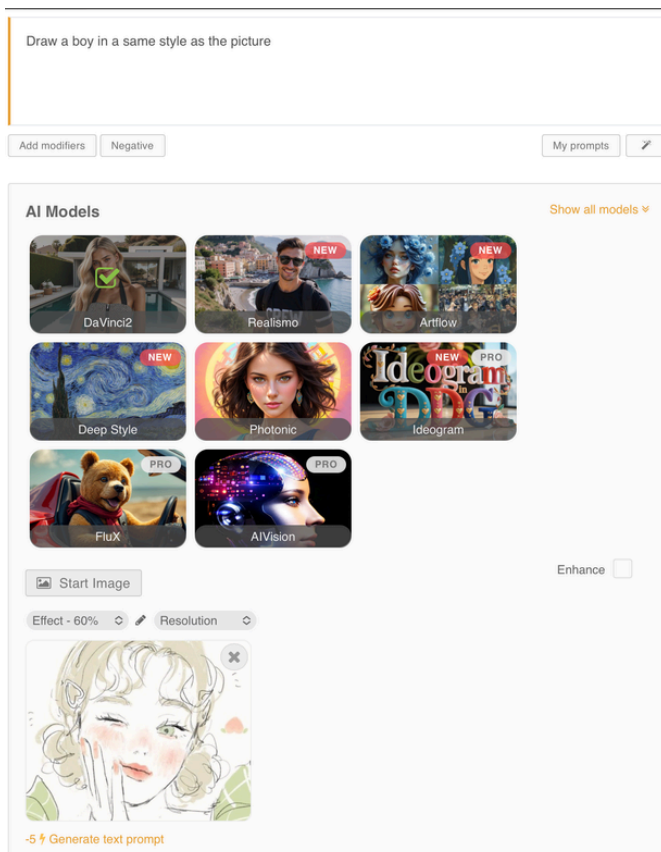 Draw a boy in a same style as the picture
Add modifiers
Negative
My prompts
AI Models
Show all models
DaVinci2
NEW
Realismo
NEW
Artflow
NEW
Deep Style
Photonic
NEW
PRO
Ideogram
in
Ideogram
PRO
FluX
PRO
AIVision
Start Image
Enhance
Effect - 60%
Resolution
-5 Generate text prompt